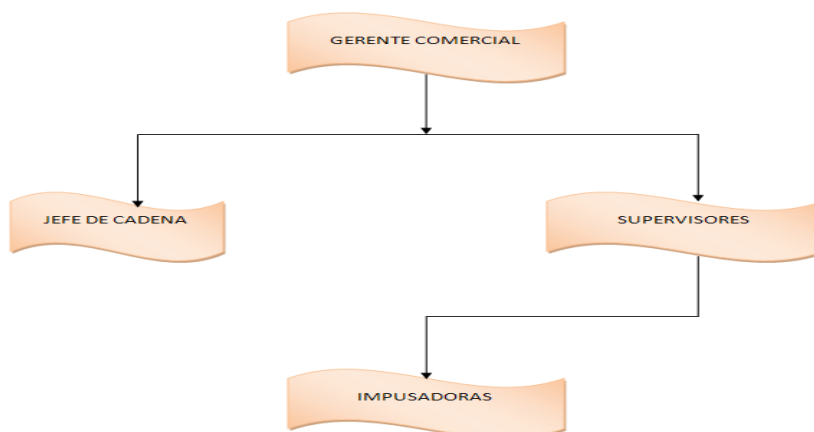 GERENTE COMERCIAL
JEFE DE CADENA
SUPERVISORES
IMPUSADORAS